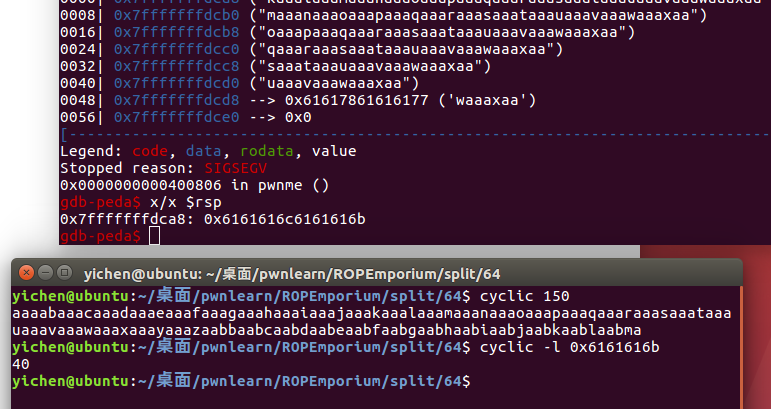 0008| 0x7fffffffdcb0 ("maaanaaaoaaapaaaqaaaraaasaaataaauaaavaaawaaaxaa")
0016| 0x7fffffffdcb8 ("oaaapaaaqaaaraaasaaataaauaaavaaawaaaxaa")
0024| 0x7fffffffdcc0 ("qaaaraaasaaataaauaaavaaawaaaxaa")
0032| 0x7fffffffdcc8 ("saaataaauaaavaaawaaaxaa")
0040| 0x7fffffffdcd0 ("uaaavaaawaaaxaa")
0048| 0x7fffffffdcd8 --> 0x61617861616177 ('waaaxaa')
0056| 0x7fffffffdce0 --> 0x0
[------------------------------------------------------------------------------
Legend: code, data, rodata, value
Stopped reason: SIGSEGV
0x0000000000400806 in pwnme ()
gdb-peda$ x/x $rsp
0x7fffffffdca8: 0x6161616c6161616b
gdb-peda$
yichen@ubuntu: ~/桌面/pwnlearn/ROPEmporium/split/64
yichen@ubuntu:~/桌面/pwnlearn/ROPEmporium/split/64$ cyclic 150
aaaabaaacaaadaaaeaaafaaagaaahaaaiaaajaaakaaalaaamaaanaaaoaaapaaaqaaaraaasaaataaa
uaaavaaawaaaxaaayaaazaabbaabcaabdaabeaabfaabgaabhaabiaabjaabkaablaabma
yichen@ubuntu:~/桌面/pwnlearn/ROPEmporium/split/64$ cyclic -l 0x6161616b
40
yichen@ubuntu:~/桌面/pwnlearn/ROPEmporium/split/64$